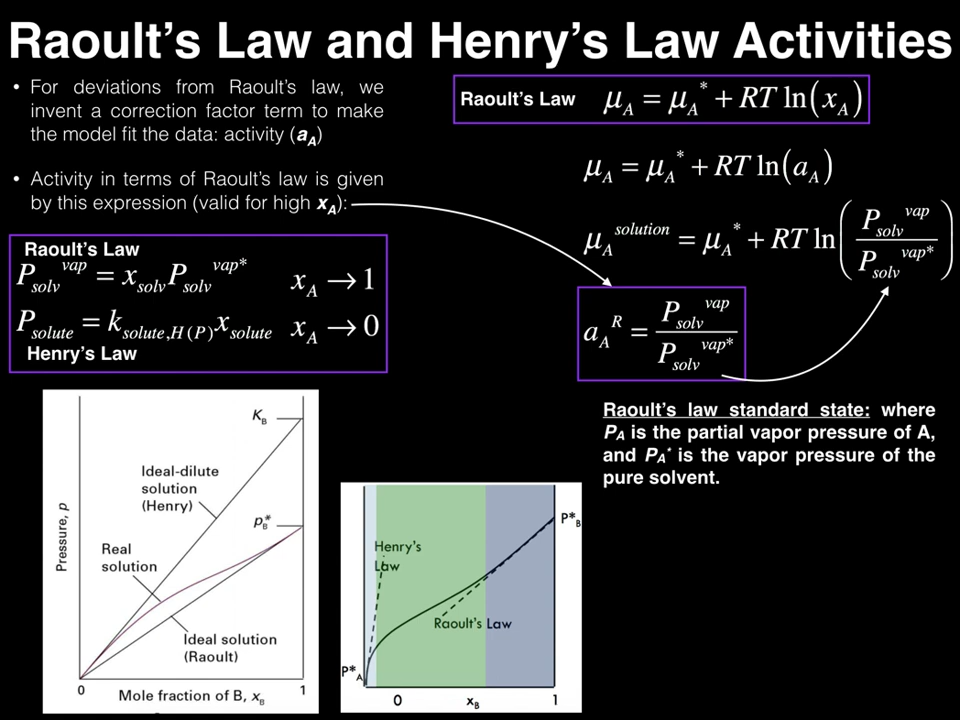 Raoult's Law and Henry's Law Activities
• For deviations from Raoult's law, we
invent a correction factor term to make
the model fit the data: activity (a_A)
• Activity in terms of Raoult's law is given
by this expression (valid for high x_A):
Raoult's Law μ_A = μ_A^* + RT ln(x_A)
μ_A = μ_A^* + RT ln(a_A)
μ_A^solution = μ_A^* + RT ln(P_solv^vap / P_solv^vap*)
Raoult's Law
P_solv^vap = x_solv P_solv^vap* x_A → 1
P_solute = k_solute,H(P) x_solute x_A → 0
Henry's Law
a_A^R = P_solv^vap / P_solv^vap*
Raoult's law standard state: where
P_A is the partial vapor pressure of A,
and P_A^* is the vapor pressure of the
pure solvent.
K_B
Ideal-dilute
solution
(Henry)
p_B^*
Real
solution
Ideal solution
(Raoult)
Pressure, p
0
1
Mole fraction of B, x_B
P*_B
Henry's
Law
Raoult's Law
P*_A
0
x_B
1